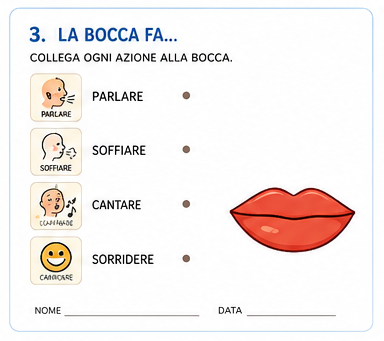 3. LA BOCCA FA...
COLLEGA OGNI AZIONE ALLA BOCCA.
PARLARE
PARLARE
SOFFIARE
SOFFIARE
CANTARE
SORRIDERE
NOME
DATA